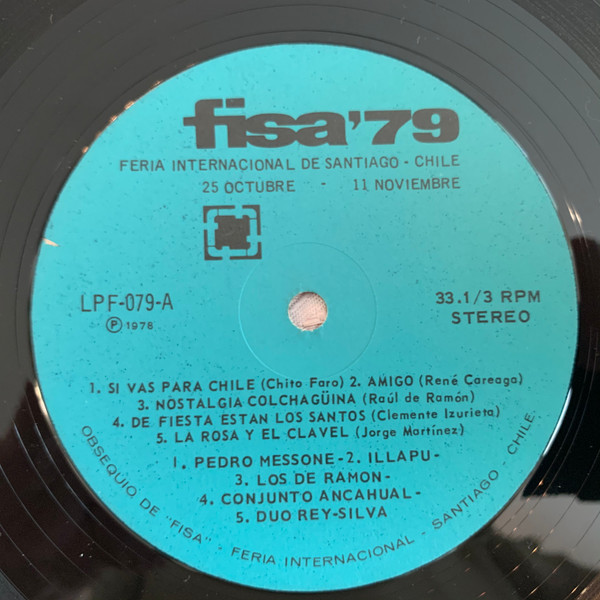 fisa'79
FERIA INTERNACIONAL DE SANTIAGO - CHILE
25 OCTUBRE - 11 NOVIEMBRE
LPF-079-A
Ⓟ 1978
33.1/3 RPM
STEREO
1. SI VAS PARA CHILE (Chito Faro) 2. AMIGO (René Careaga)
3. NOSTALGIA COLCHAGÜINA (Raúl de Ramón)
4. DE FIESTA ESTAN LOS SANTOS (Clemente Izurieta)
5. LA ROSA Y EL CLAVEL (Jorge Martínez)
1. PEDRO MESSONE - 2. ILLAPU -
3. LOS DE RAMON -
4. CONJUNTO ANCAHUAL -
5. DUO REY-SILVA
OBSEQUIO DE "FISA" - FERIA INTERNACIONAL - SANTIAGO - CHILE.